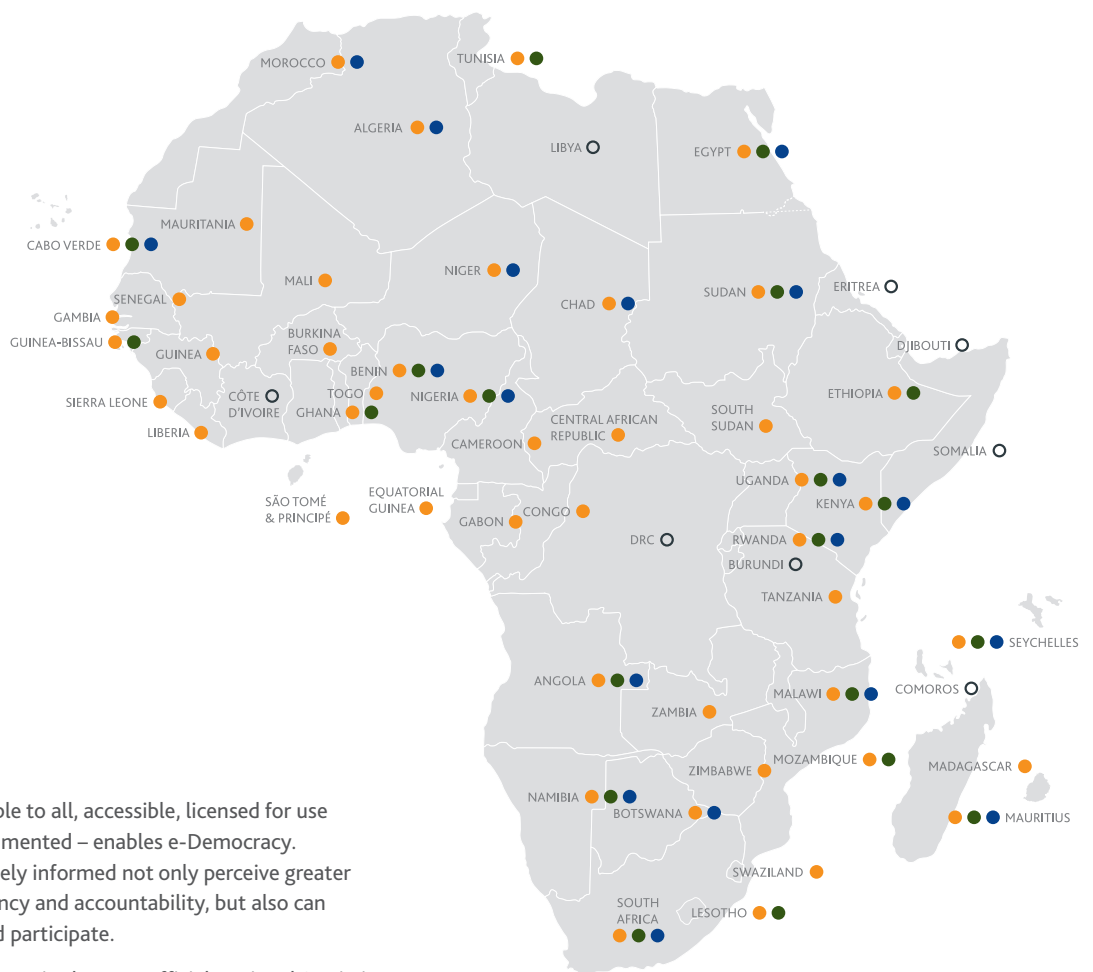 TUNISIA
MOROCCO
ALGERIA
LIBYA
EGYPT
MAURITANIA
CABO VERDE
NIGER
MALI
SENEGAL
CHAD
SUDAN
ERITREA
GAMBIA
BURKINA
FASO
GUINEA-BISSAU
GUINEA
DJIBOUTI
BENIN
TOGO
NIGERIA
ETHIOPIA
CÔTE
D'IVOIRE
SIERRA LEONE
GHANA
SOUTH
SUDAN
CENTRAL AFRICAN
REPUBLIC
LIBERIA
CAMEROON
SOMALIA
UGANDA
EQUATORIAL
GUINEA
SÃO TOMÉ
& PRINCIPÉ
KENYA
GABON
CONGO
DRC
RWANDA
BURUNDI
TANZANIA
SEYCHELLES
ANGOLA
MALAWI
COMOROS
ZAMBIA
MOZAMBIQUE
MADAGASCAR
ZIMBABWE
NAMIBIA
BOTSWANA
MAURITIUS
SWAZILAND
SOUTH
AFRICA
LESOTHO
ble to all, accessible, licensed for use
mented – enables e-Democracy.
ely informed not only perceive greater
ncy and accountability, but also can
d participate.